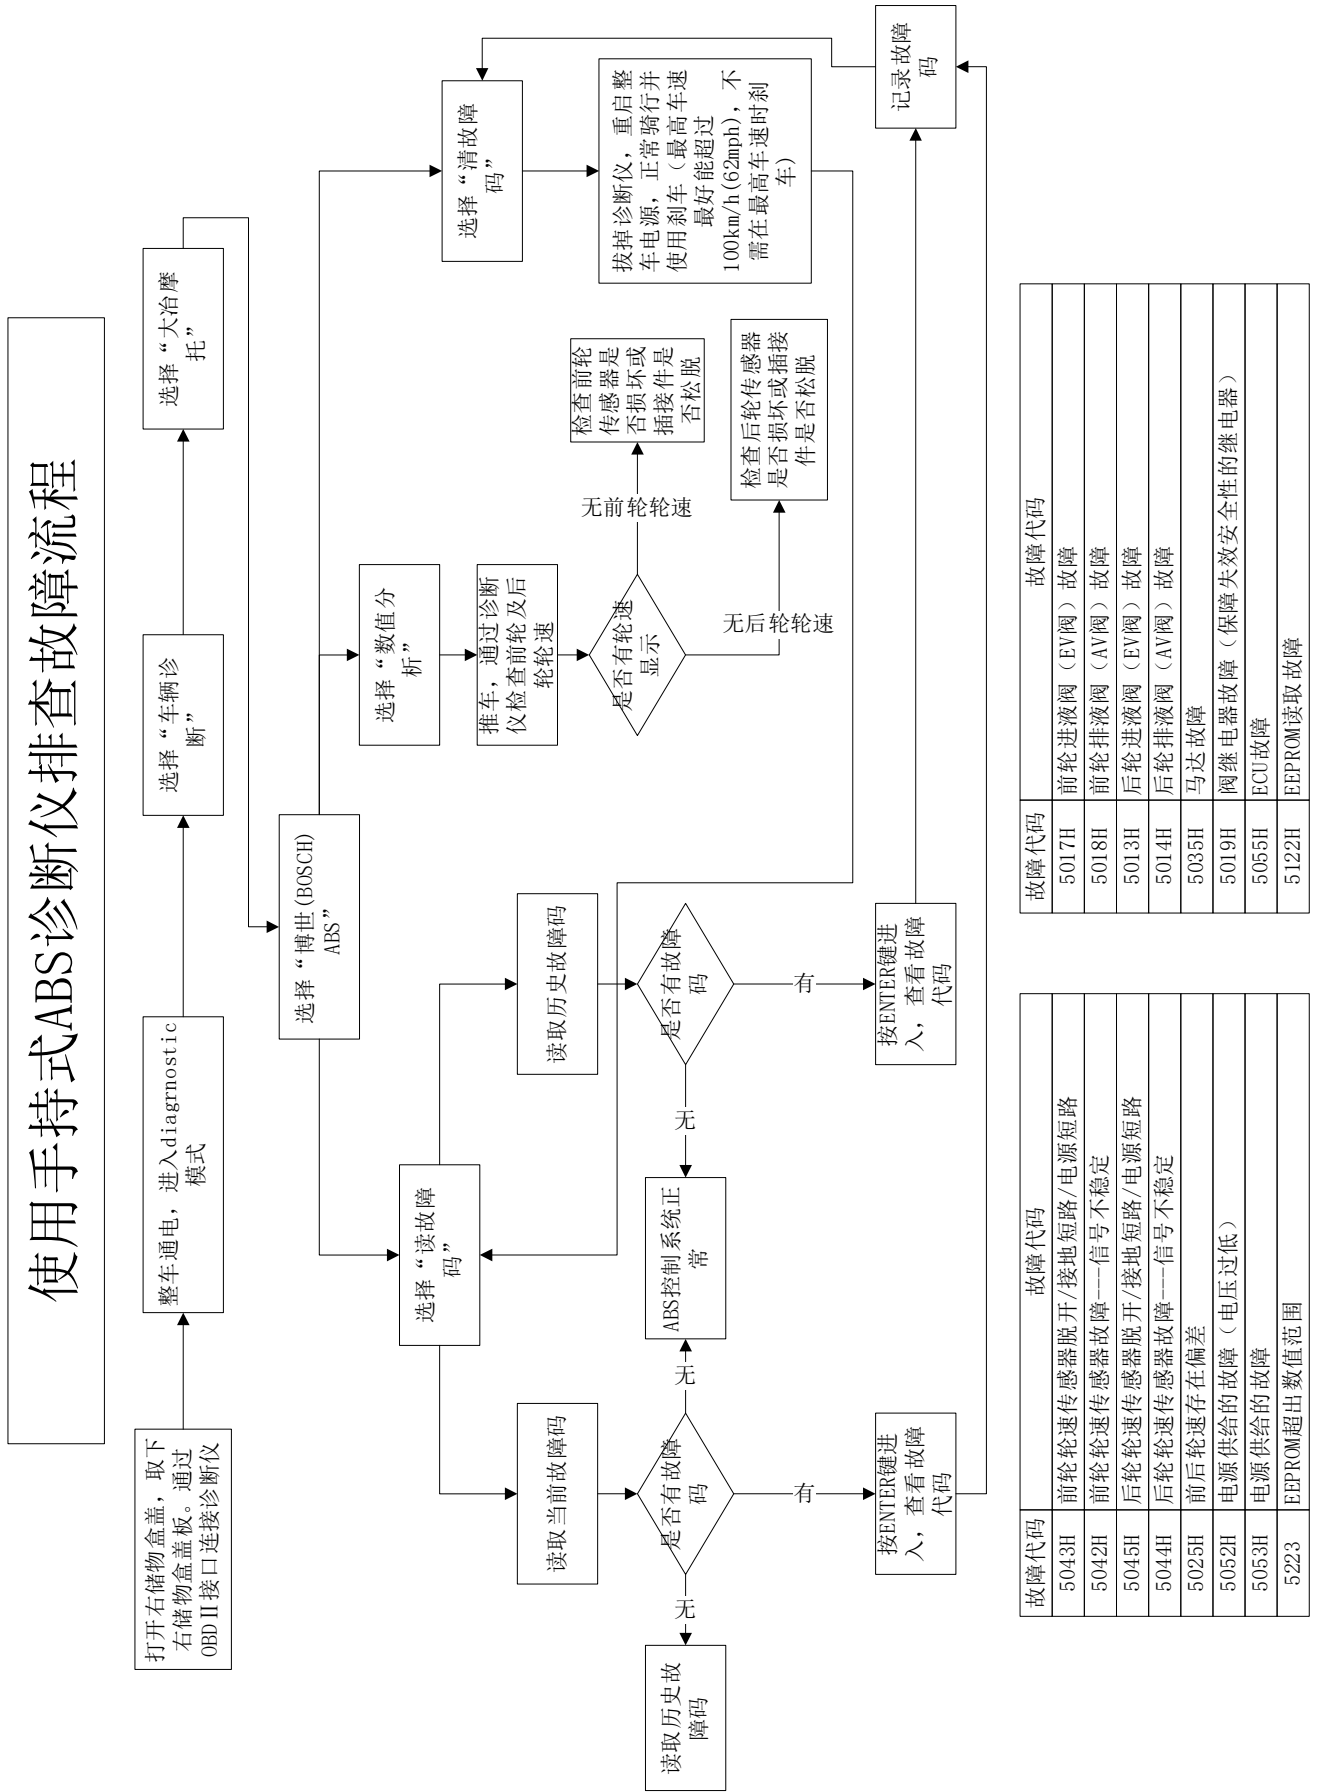 使用手持式ABS诊断仪排查故障流程
打开右储物盒盖，取下
右储物盒盖板。通过
OBDⅡ接口连接诊断仪
整车通电，进入diagrnostic
模式
选择“车辆诊
断”
选择“大冶摩
托”
选择“博世(BOSCH)
ABS”
选择“读故障
码”
选择“数值分
析”
选择“清故障
码”
读取当前故障码
读取历史故障码
推车，通过诊断
仪检查前轮及后
轮轮速
拔掉诊断仪，重启整
车电源，正常骑行并
使用刹车（最高车速
最好能超过
100km/h(62mph)，不
需在最高车速时刹
车）
是否有轮速
显示
无前轮轮速
检查前轮
传感器是
否损坏或
插接件是
否松脱
无后轮轮速
检查后轮传感器
是否损坏或插接
件是否松脱
读取历史故
障码
无
是否有故障
码
无
ABS控制系统正
常
无
是否有故障
码
有
有
按ENTER键进
入，查看故障
代码
按ENTER键进
入，查看故障
代码
记录故障
码
故障代码 故障代码
5043H 前轮轮速传感器脱开/接地短路/电源短路
5042H 前轮轮速传感器故障---信号不稳定
5045H 后轮轮速传感器脱开/接地短路/电源短路
5044H 后轮轮速传感器故障---信号不稳定
5025H 前后轮速存在偏差
5052H 电源供给的故障（电压过低）
5053H 电源供给的故障
5223 EEPROM超出数值范围
故障代码 故障代码
5017H 前轮进液阀（EV阀）故障
5018H 前轮排液阀（AV阀）故障
5013H 后轮进液阀（EV阀）故障
5014H 后轮排液阀（AV阀）故障
5035H 马达故障
5019H 阀继电器故障（保障失效安全性的继电器）
5055H ECU故障
5122H EEPROM读取故障